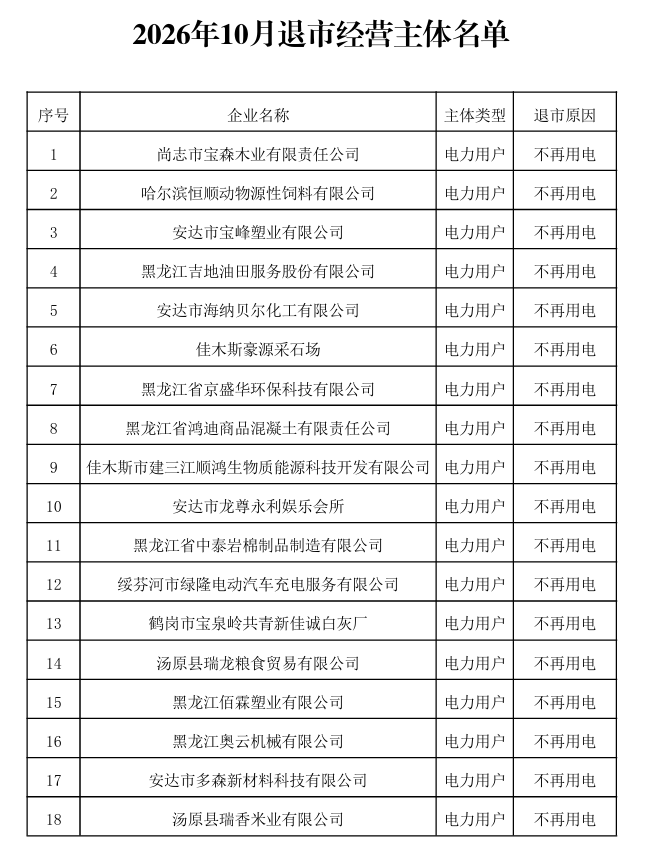 2026年10月退市经营主体名单
序号 企业名称 主体类型 退市原因
1 尚志市宝森木业有限责任公司 电力用户 不再用电
2 哈尔滨恒顺动物源性饲料有限公司 电力用户 不再用电
3 安达市宝峰塑业有限公司 电力用户 不再用电
4 黑龙江吉地油田服务股份有限公司 电力用户 不再用电
5 安达市海纳贝尔化工有限公司 电力用户 不再用电
6 佳木斯豪源采石场 电力用户 不再用电
7 黑龙江省京盛华环保科技有限公司 电力用户 不再用电
8 黑龙江省鸿迪商品混凝土有限责任公司 电力用户 不再用电
9 佳木斯市建三江顺鸿生物质能源科技开发有限公司 电力用户 不再用电
10 安达市龙尊永利娱乐会所 电力用户 不再用电
11 黑龙江省中泰岩棉制品制造有限公司 电力用户 不再用电
12 绥芬河市绿隆电动汽车充电服务有限公司 电力用户 不再用电
13 鹤岗市宝泉岭共青新佳诚白灰厂 电力用户 不再用电
14 汤原县瑞龙粮食贸易有限公司 电力用户 不再用电
15 黑龙江佰霖塑业有限公司 电力用户 不再用电
16 黑龙江奥云机械有限公司 电力用户 不再用电
17 安达市多森新材料科技有限公司 电力用户 不再用电
18 汤原县瑞香米业有限公司 电力用户 不再用电